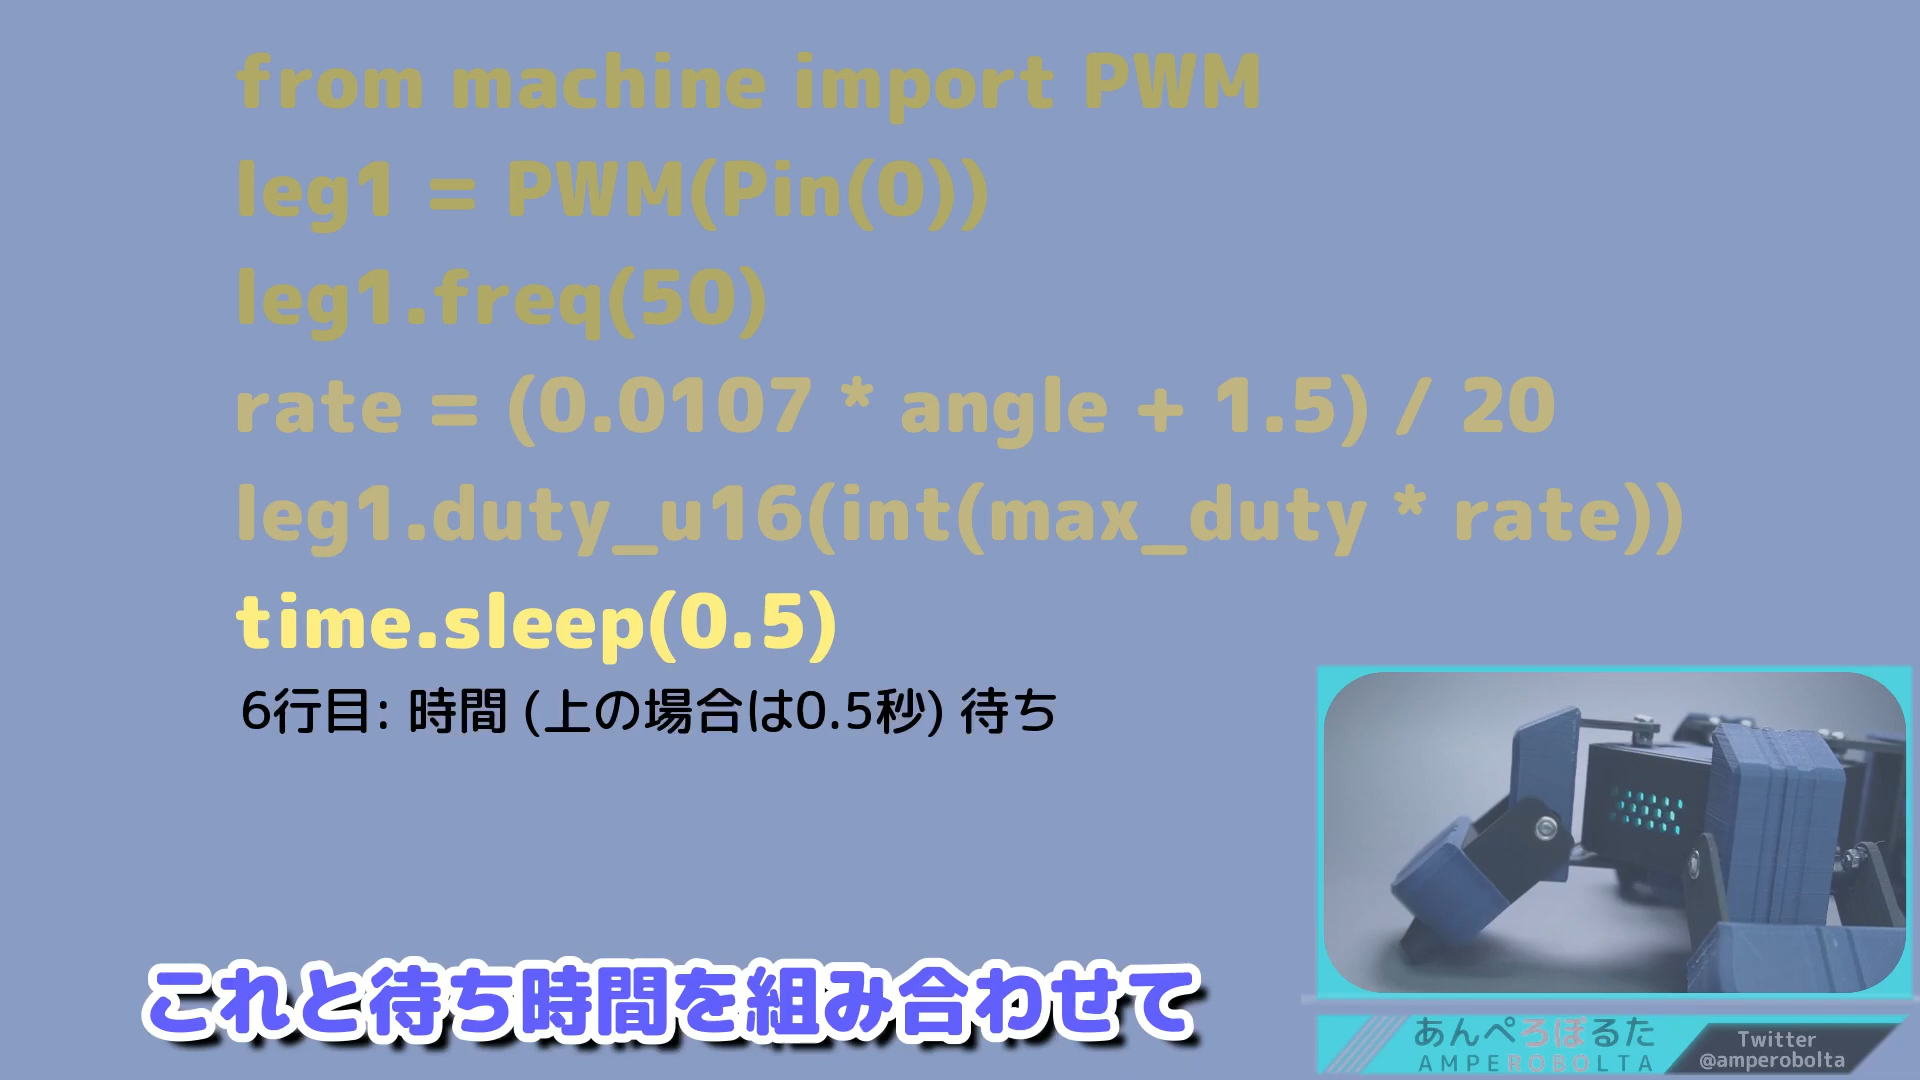 from machine import PWM
leg1 = PWM(Pin(0))
leg1.freq(50)
rate = (0.0107 * angle + 1.5) / 20
leg1.duty_u16(int(max_duty * rate))
time.sleep(0.5)
6行目: 時間 (上の場合は0.5秒) 待ち
これと待ち時間を組み合わせて
あんぺろぼるた
AMPEROBOLTA
Twitter
@amperobolta